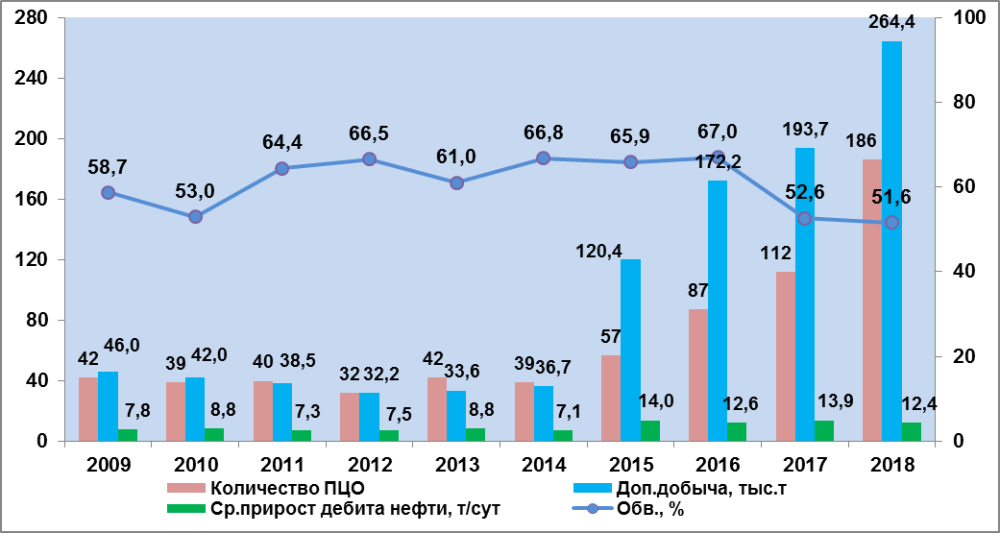 280 264,4 100
240 80
200 66,8 65,9 67,0 193,7
64,4 66,5 61,0 172,2 186
160 58,7 53,0 52,6 51,6 60
120 120,4 112 40
80 87
57
40 42 46,0 39 42,0 40 38,5 32 32,2 42 33,6 39 36,7 20
7,8 8,8 7,3 7,5 8,8 7,1 14,0 12,6 13,9 12,4
0 0
2009 2010 2011 2012 2013 2014 2015 2016 2017 2018
Количество ПЦО Доп.добыча, тыс.т
Ср.прирост дебита нефти, т/сут Обв., %